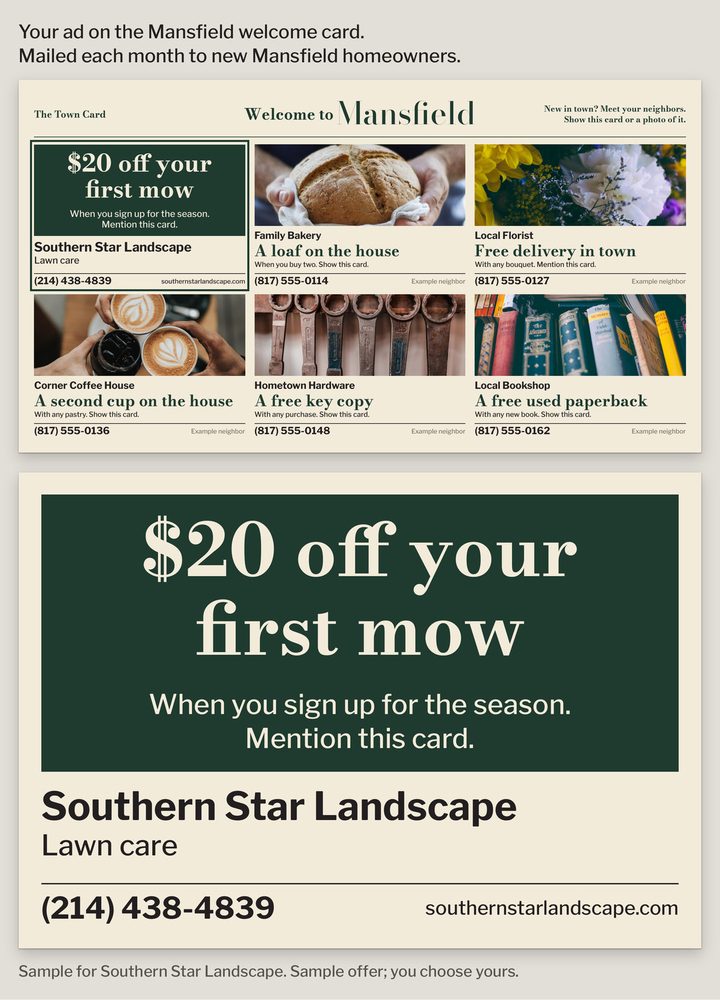 Your ad on the Mansfield welcome card.
Mailed each month to new Mansfield homeowners.
The Town Card
Welcome to Mansfield
New in town? Meet your neighbors.
Show this card or a photo of it.
$20 off your
first mow
When you sign up for the season.
Mention this card.
Southern Star Landscape
Lawn care
(214) 438-4839
southernstarlandscape.com
Family Bakery
A loaf on the house
When you buy two. Show this card.
(817) 555-0114
Example neighbor
Local Florist
Free delivery in town
With any bouquet. Mention this card.
(817) 555-0127
Example neighbor
Corner Coffee House
A second cup on the house
With any pastry. Show this card.
(817) 555-0136
Example neighbor
Hometown Hardware
A free key copy
With any purchase. Show this card.
(817) 555-0148
Example neighbor
Local Bookshop
A free used paperback
With any new book. Show this card.
(817) 555-0162
Example neighbor
$20 off your
first mow
When you sign up for the season.
Mention this card.
Southern Star Landscape
Lawn care
(214) 438-4839
southernstarlandscape.com
Sample for Southern Star Landscape. Sample offer; you choose yours.